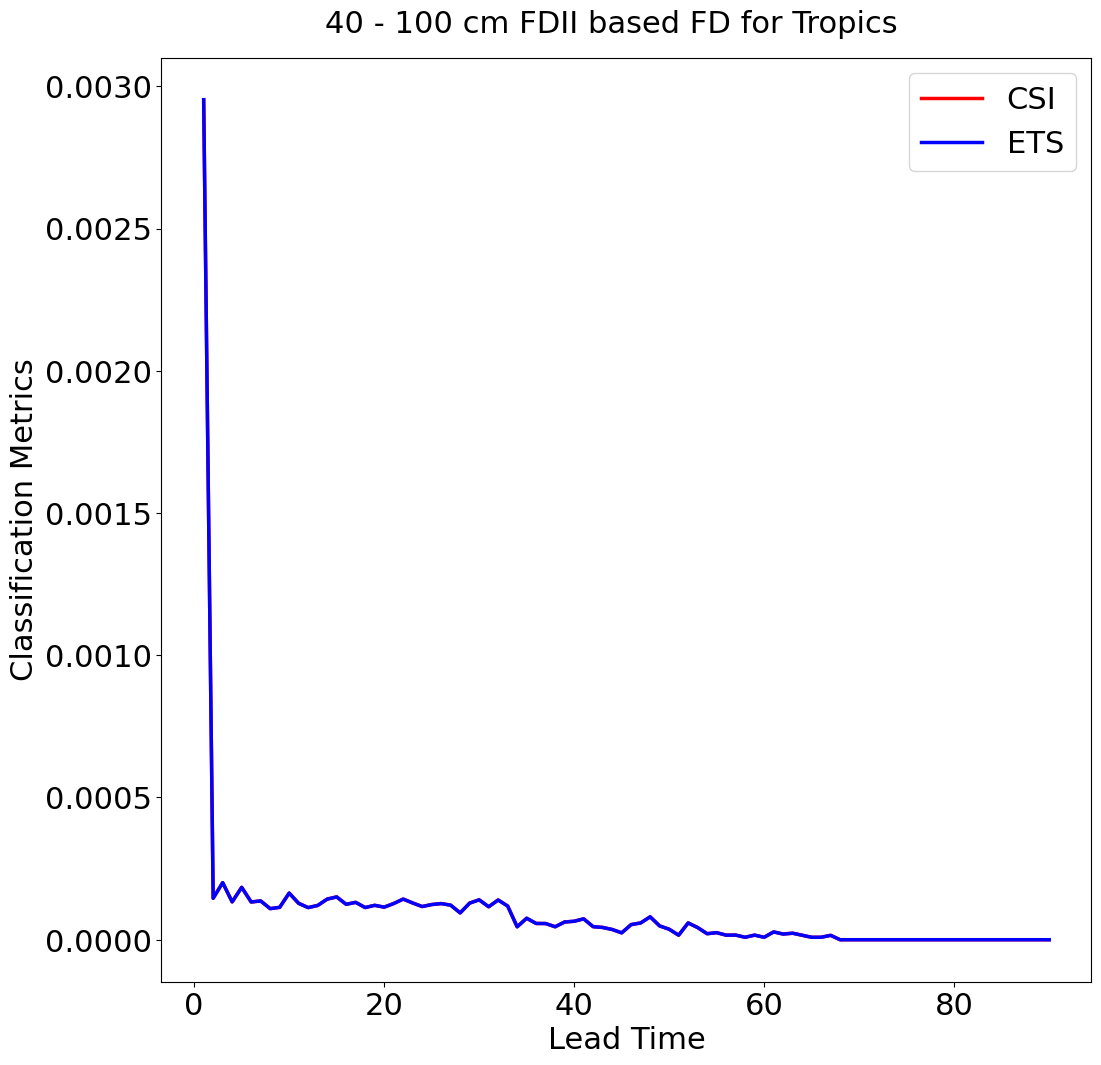 40 - 100 cm FDII based FD for Tropics
CSI
ETS
0.0030
0.0025
0.0020
0.0015
0.0010
0.0005
0.0000
Classification Metrics
0 20 40 60 80
Lead Time